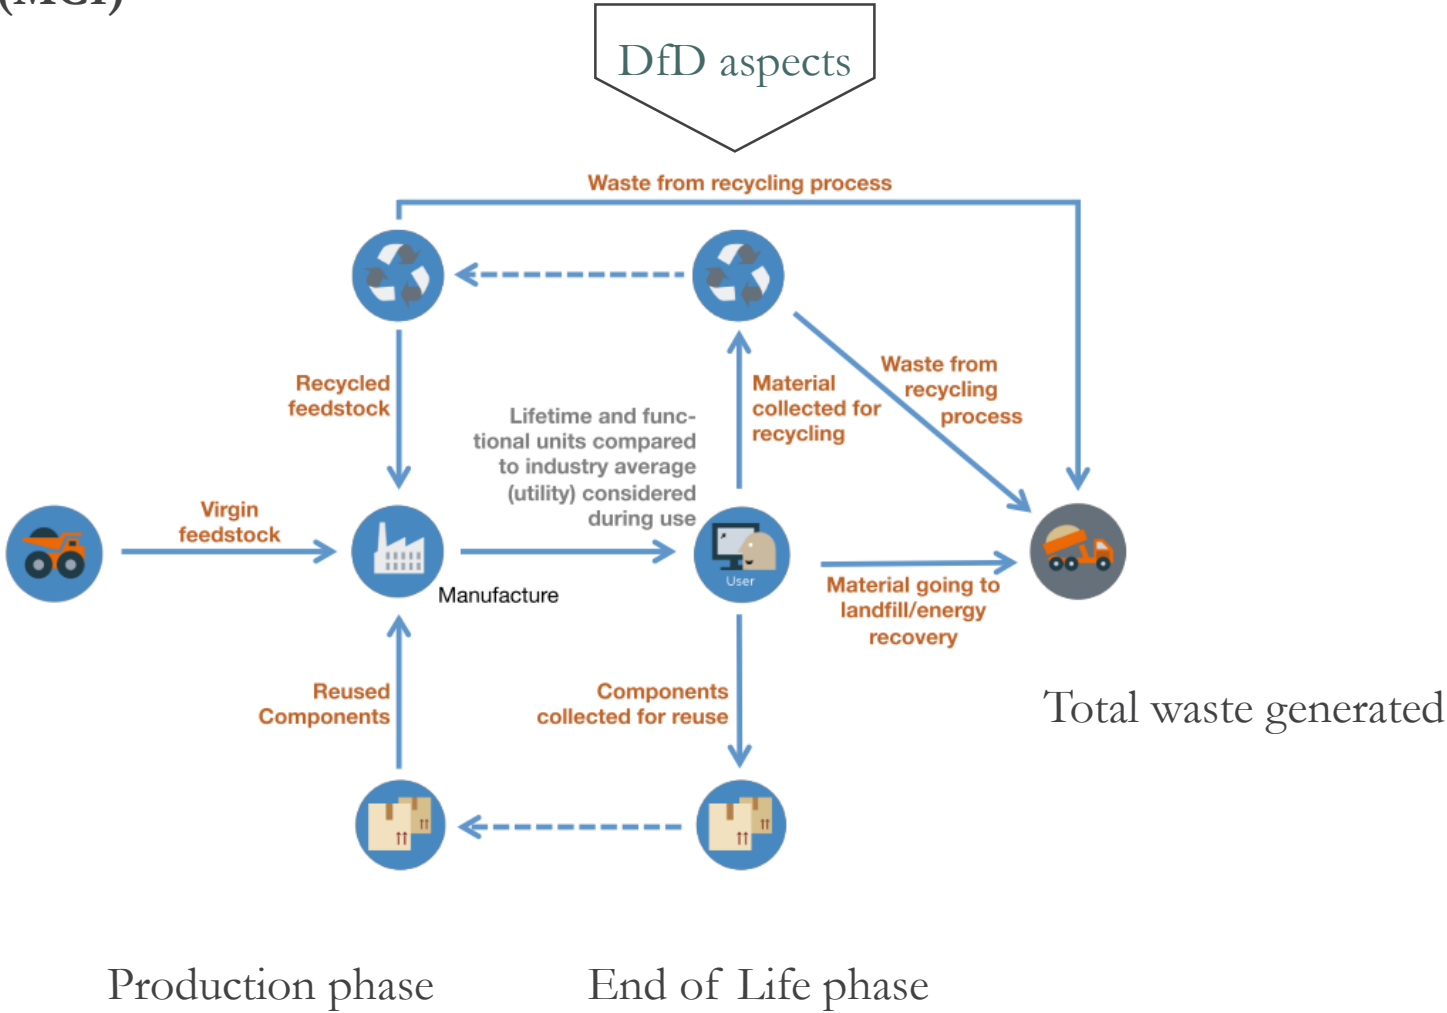 (MCI)
DfD aspects
Waste from recycling process
Recycled
feedstock
Lifetime and func-
tional units compared
to industry average
(utility) considered
during use
Material
collected for
recycling
Waste from
recycling
process
Virgin
feedstock
Manufacture
User
Material going to
landfill/energy
recovery
Reused
Components
Components
collected for reuse
Total waste generated
Production phase
End of Life phase